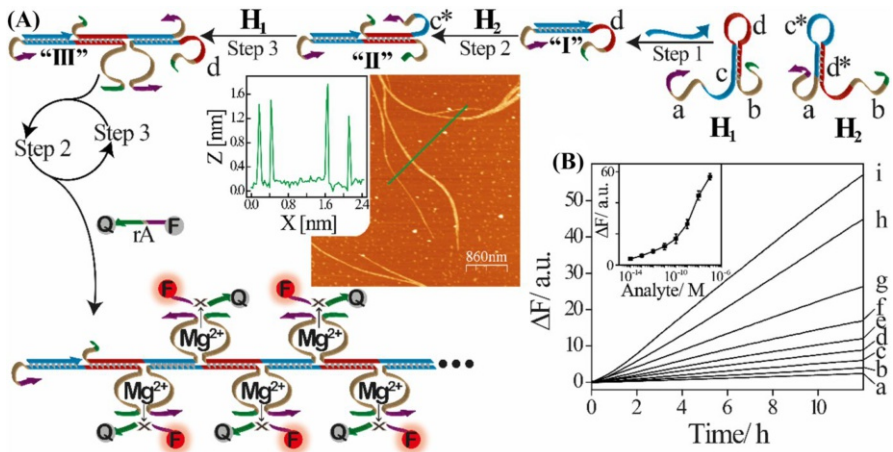 (A)
"III"
d
H₁
Step 3
c*
"II"
H₂
Step 2
d
"I"
Step 1
d
c
a
b
H₁
c*
d*
a
b
H₂
Step 2
Step 3
Q
rA
F
Z [nm]
1.6
1.2
0.8
0.4
0.0
0.0 0.8 1.6 2.4
X [nm]
860nm
F
Q
F
Q
Mg²⁺
Mg²⁺
Mg²⁺
Mg²⁺
Mg²⁺
Q
F
Q
F
Q
F
(B)
ΔF/ a.u.
50
40
30
20
10
0
0 2 4 6 8 10
Time/ h
ΔF/ a.u.
60
0
10⁻¹⁴ 10⁻¹⁰ 10⁻⁶
Analyte/ M
i
h
g
f
e
d
c
b
a